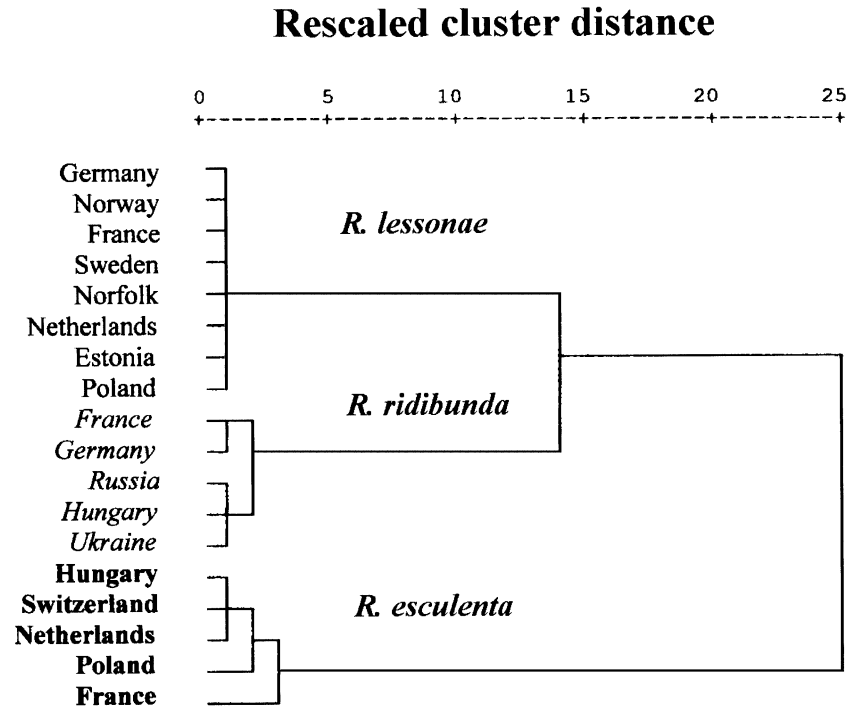 Rescaled cluster distance
0 5 10 15 20 25
Germany
Norway
France
R. lessonae
Sweden
Norfolk
Netherlands
Estonia
Poland
R. ridibunda
France
Germany
Russia
Hungary
Ukraine
Hungary
Switzerland
R. esculenta
Netherlands
Poland
France